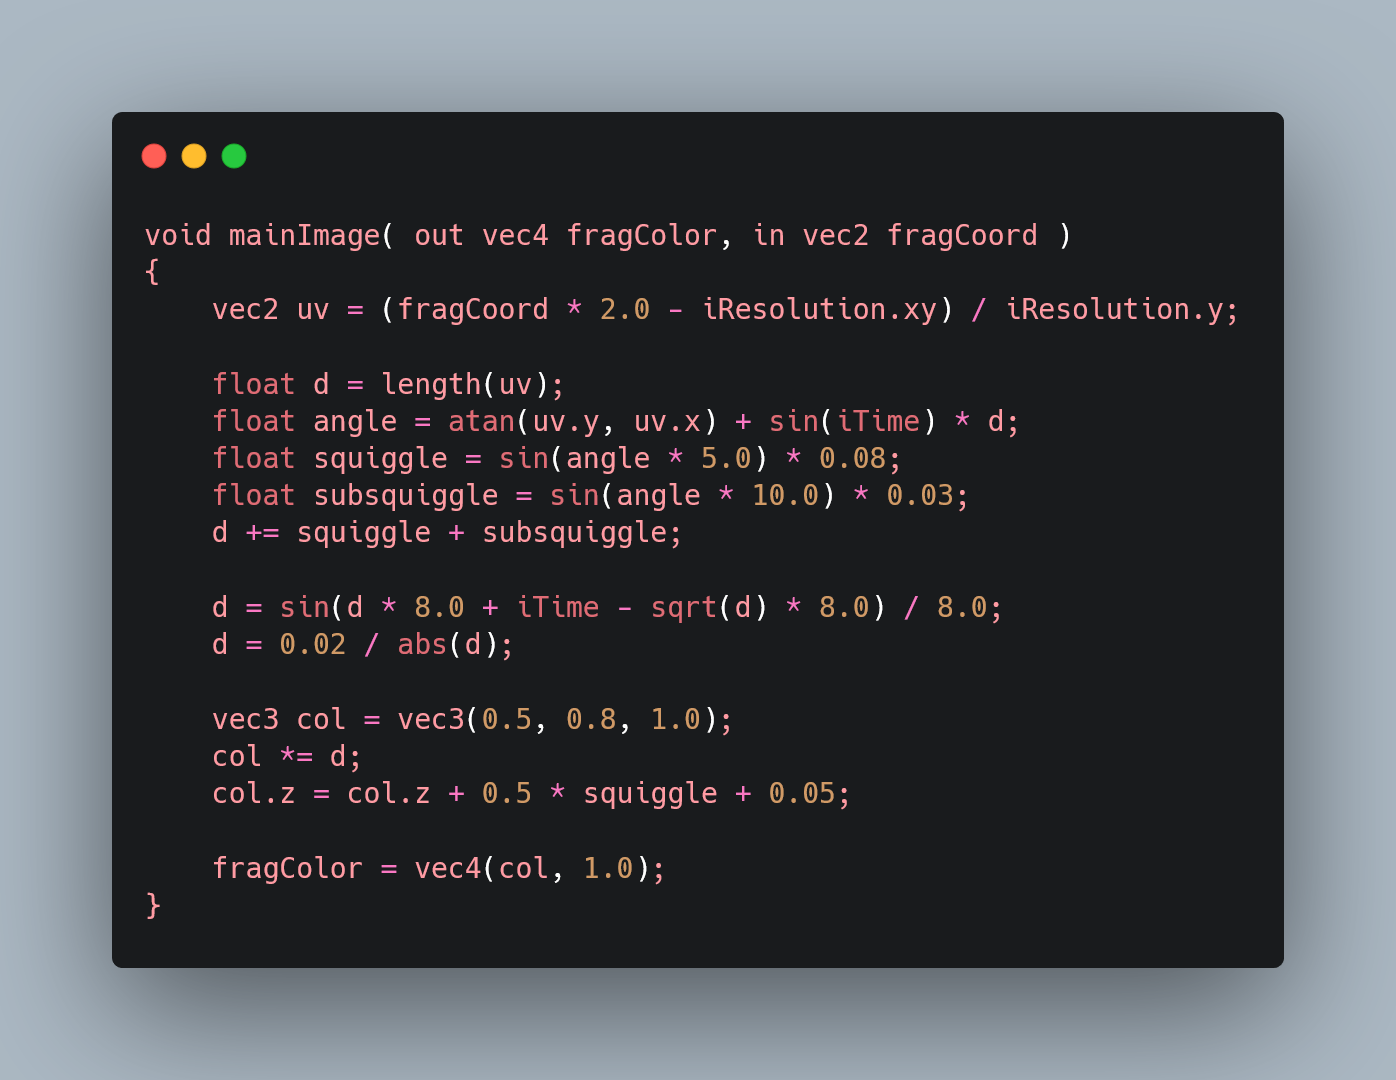 void mainImage( out vec4 fragColor, in vec2 fragCoord )
{
    vec2 uv = (fragCoord * 2.0 - iResolution.xy) / iResolution.y;

    float d = length(uv);
    float angle = atan(uv.y, uv.x) + sin(iTime) * d;
    float squiggle = sin(angle * 5.0) * 0.08;
    float subsquiggle = sin(angle * 10.0) * 0.03;
    d += squiggle + subsquiggle;

    d = sin(d * 8.0 + iTime - sqrt(d) * 8.0) / 8.0;
    d = 0.02 / abs(d);

    vec3 col = vec3(0.5, 0.8, 1.0);
    col *= d;
    col.z = col.z + 0.5 * squiggle + 0.05;

    fragColor = vec4(col, 1.0);
}